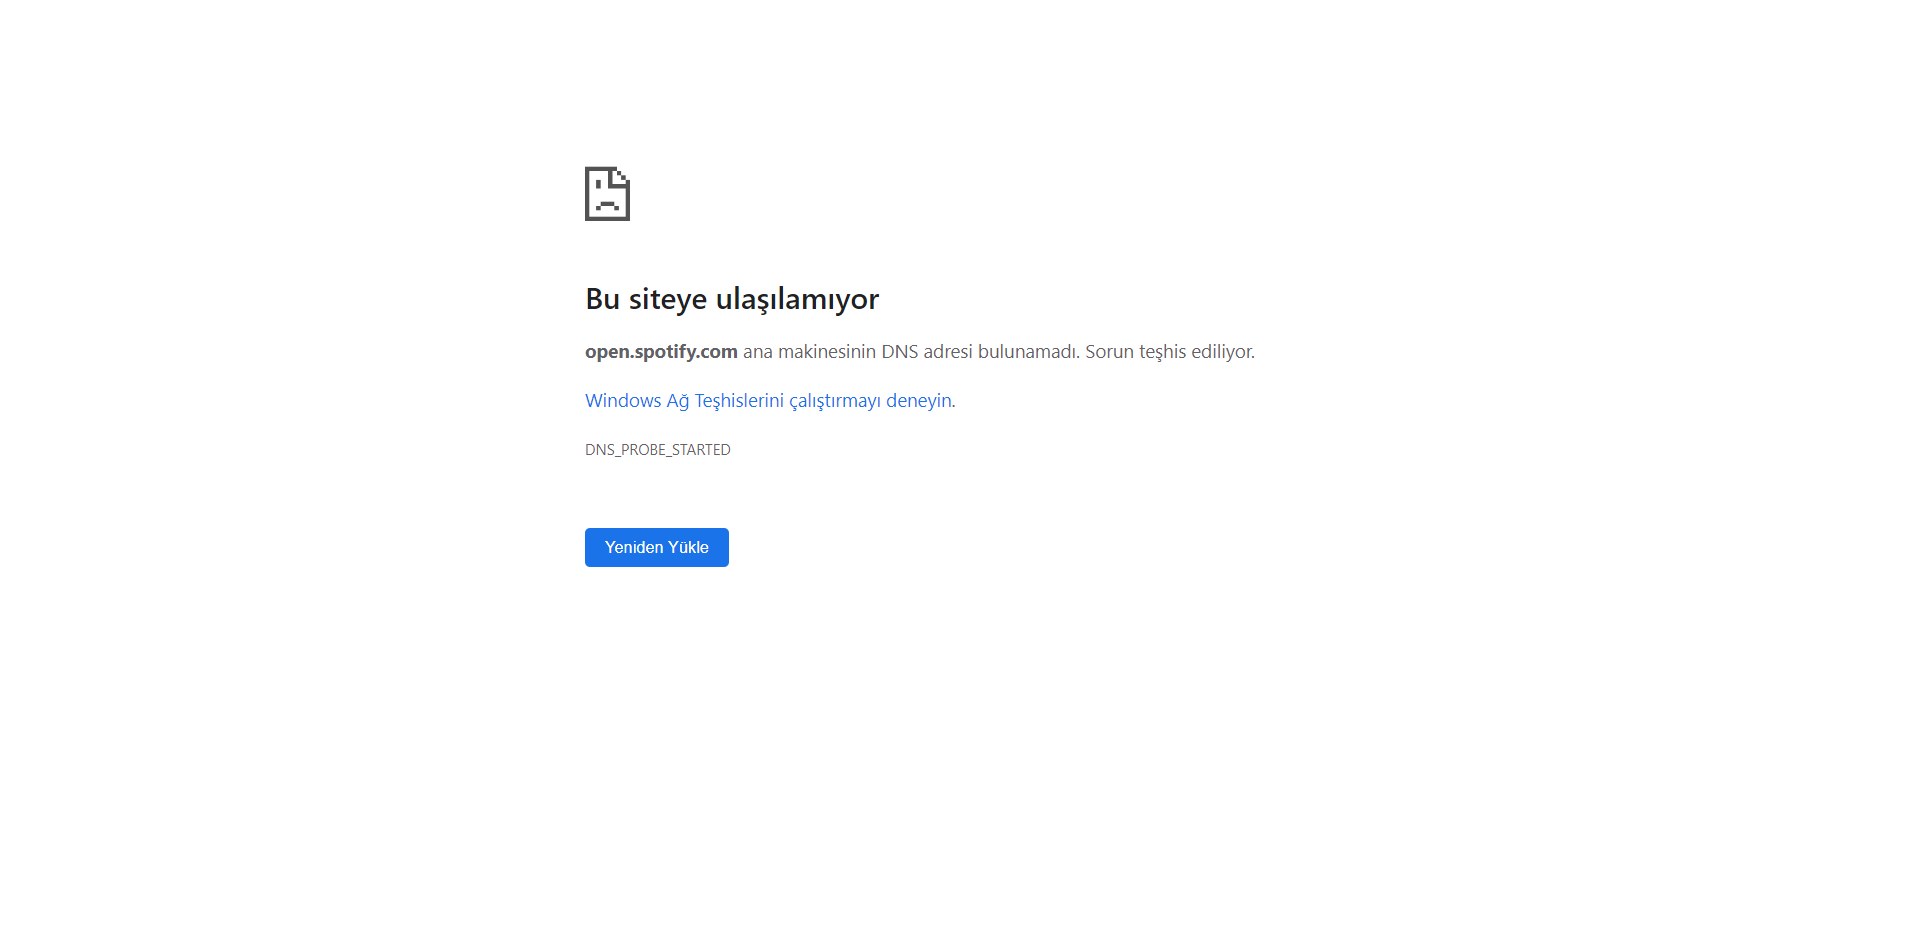 Bu siteye ulaşılamıyor
open.spotify.com ana makinesinin DNS adresi bulunamadı. Sorun teşhis ediliyor.
Windows Ağ Teşhislerini çalıştırmayı deneyin.
DNS_PROBE_STARTED
Yeniden Yükle